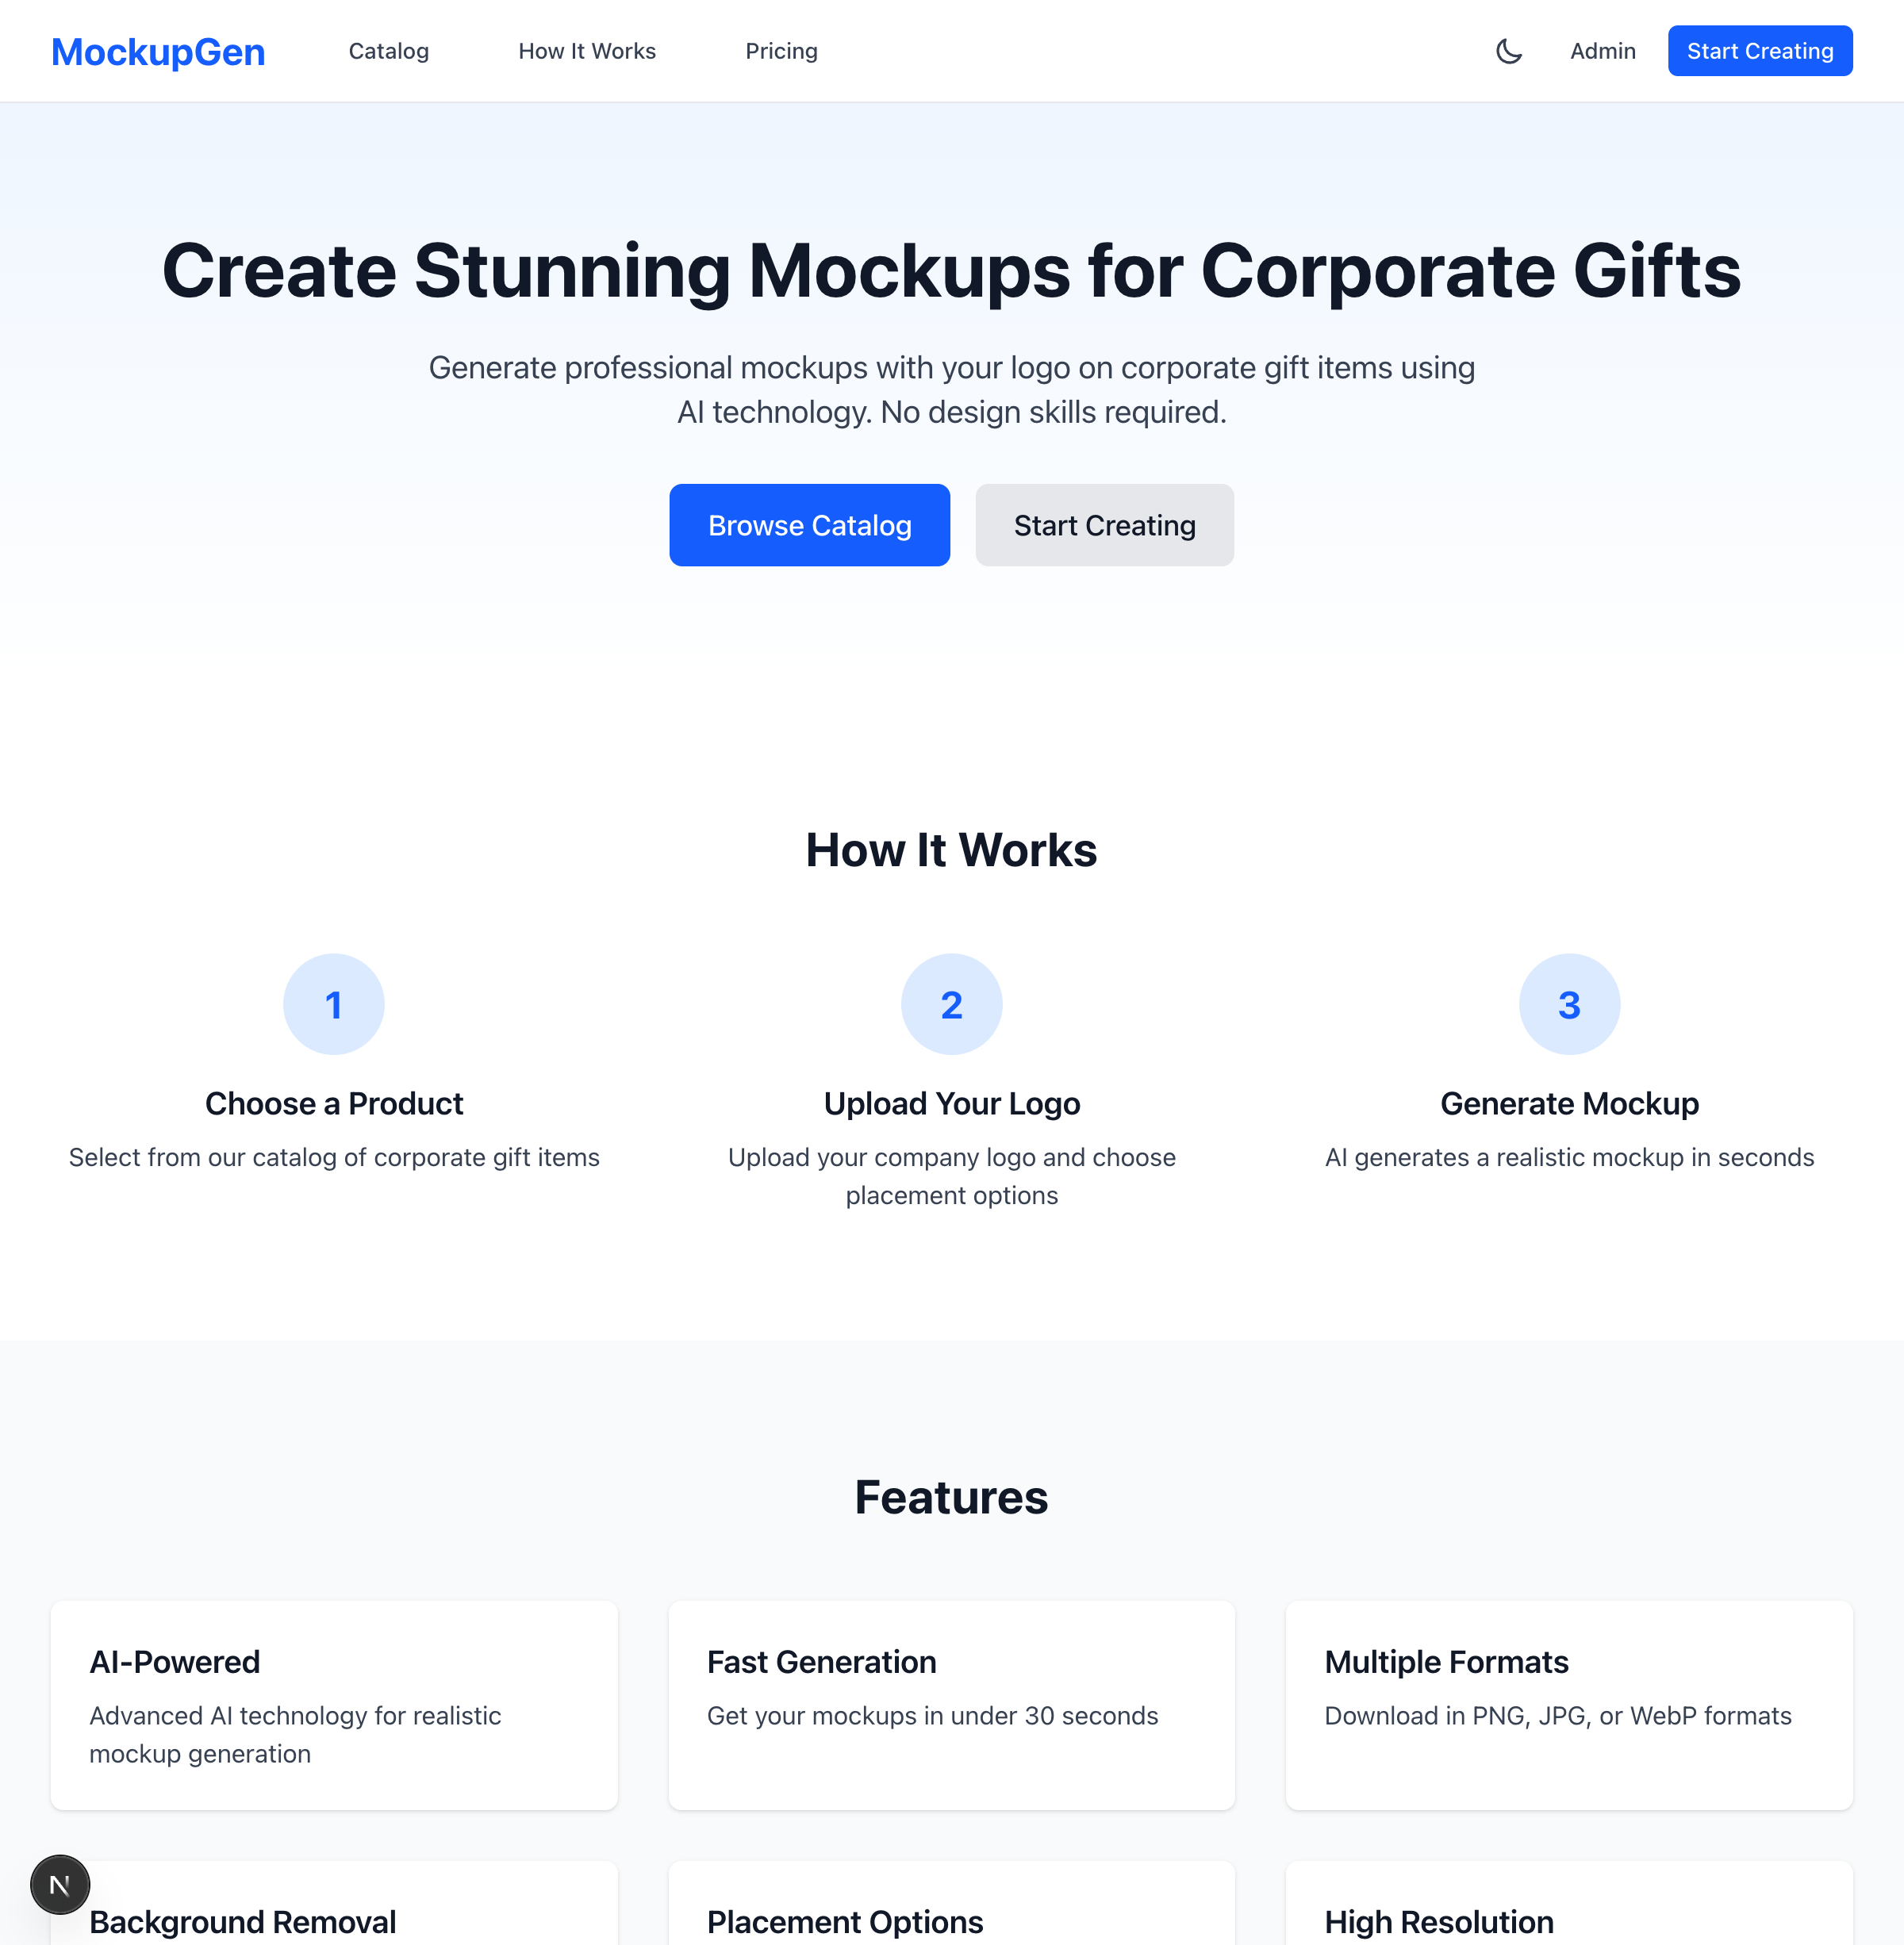 MockupGen
Catalog
How It Works
Pricing
Admin
Start Creating
Create Stunning Mockups for Corporate Gifts
Generate professional mockups with your logo on corporate gift items using
AI technology. No design skills required.
Browse Catalog
Start Creating
How It Works
1
2
3
Choose a Product
Select from our catalog of corporate gift items
Upload Your Logo
Upload your company logo and choose
placement options
Generate Mockup
AI generates a realistic mockup in seconds
Features
AI-Powered
Advanced AI technology for realistic
mockup generation
Fast Generation
Get your mockups in under 30 seconds
Multiple Formats
Download in PNG, JPG, or WebP formats
N
Background Removal
Placement Options
High Resolution